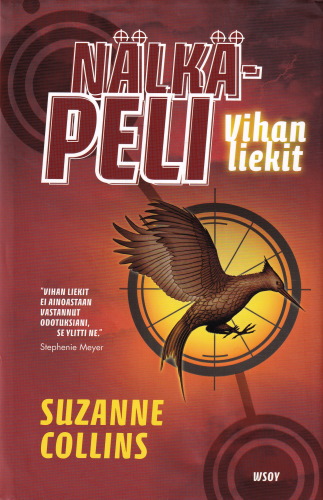 NÄLKÄ-
PELI
Vihan
liekit
"VIHAN LIEKIT
EI AINOASTAAN
VASTANNUT
ODOTUKSIANI,
SE YLITTI NE."
Stephenie Meyer
SUZANNE
COLLINS
WSOY